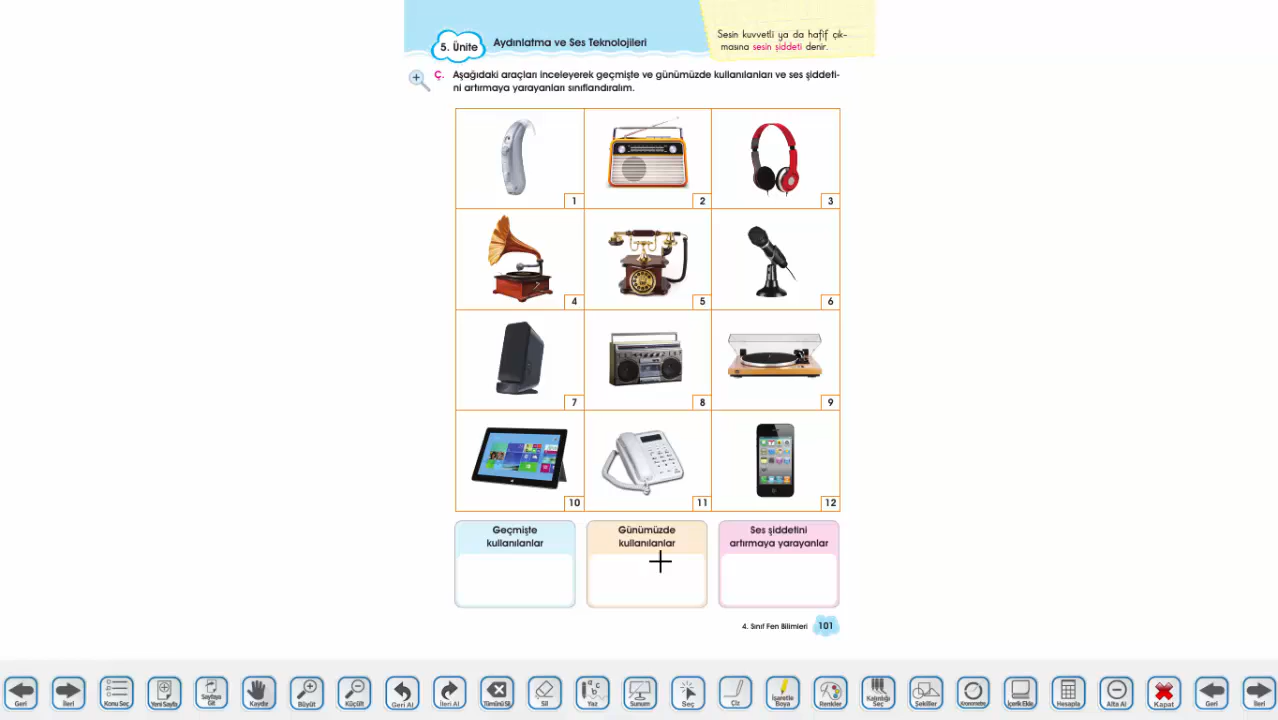 5. Ünite
Aydınlatma ve Ses Teknolojileri
Sesin kuvvetli ya da hafif çık-
masına sesin şiddeti denir.
Ç. Aşağıdaki araçları inceleyerek geçmişte ve günümüzde kullanılanları ve ses şiddeti-
ni artırmaya yarayanları sınıflandıralım.
1
2
3
4
5
6
7
8
9
10
11
12
Geçmişte
kullanılanlar
Günümüzde
kullanılanlar
Ses şiddetini
artırmaya yarayanlar
4. Sınıf Fen Bilimleri 101
Geri
İleri
Konu Seç
Yeni Sayfa
Sayfaya
Git
Kaydır
Büyüt
Küçült
Geri Al
İleri Al
Tümünü Sil
Sil
Yaz
Sunum
Seç
Çiz
İşaretle
Boya
Renkler
Kalınlığı
Seç
Şekiller
Kronometre
İçerik Ekle
Hesapla
Alta Al
Kapat
Geri
İleri